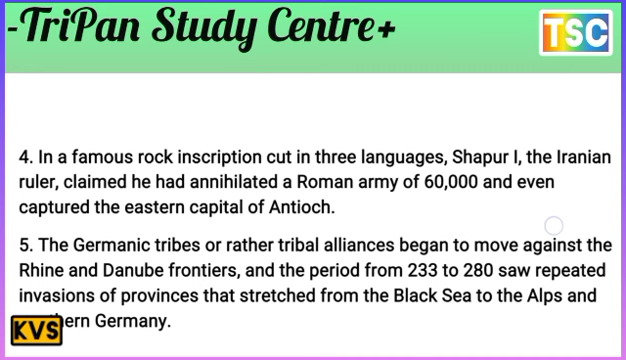 -TriPan Study Centre+
TSC
4. In a famous rock inscription cut in three languages, Shapur I, the Iranian
ruler, claimed he had annihilated a Roman army of 60,000 and even
captured the eastern capital of Antioch.
5. The Germanic tribes or rather tribal alliances began to move against the
Rhine and Danube frontiers, and the period from 233 to 280 saw repeated
invasions of provinces that stretched from the Black Sea to the Alps and
Germany.
KVS